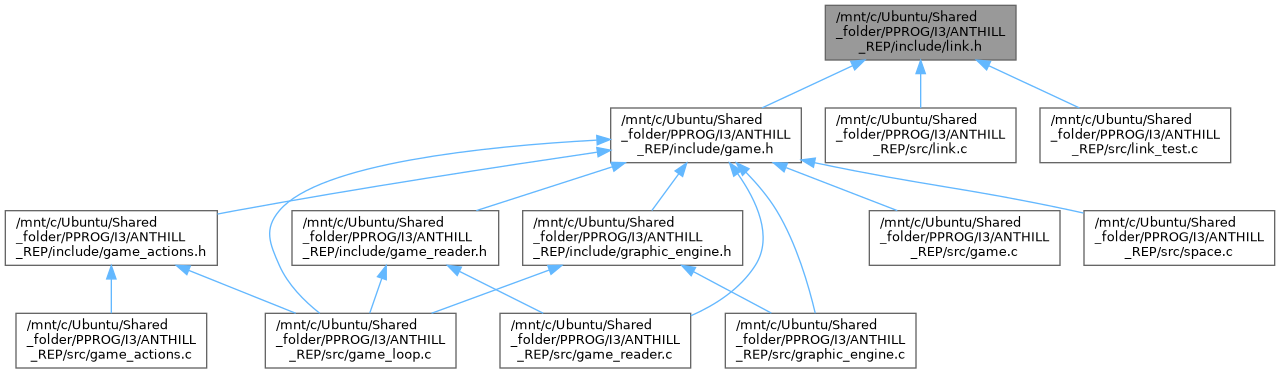 /mnt/c/Ubuntu/Shared
_folder/PPROG/I3/ANTHILL
_REP/include/link.h
/mnt/c/Ubuntu/Shared
_folder/PPROG/I3/ANTHILL
_REP/include/game.h
/mnt/c/Ubuntu/Shared
_folder/PPROG/I3/ANTHILL
_REP/src/link.c
/mnt/c/Ubuntu/Shared
_folder/PPROG/I3/ANTHILL
_REP/src/link_test.c
/mnt/c/Ubuntu/Shared
_folder/PPROG/I3/ANTHILL
_REP/include/game_actions.h
/mnt/c/Ubuntu/Shared
_folder/PPROG/I3/ANTHILL
_REP/include/game_reader.h
/mnt/c/Ubuntu/Shared
_folder/PPROG/I3/ANTHILL
_REP/include/graphic_engine.h
/mnt/c/Ubuntu/Shared
_folder/PPROG/I3/ANTHILL
_REP/src/game.c
/mnt/c/Ubuntu/Shared
_folder/PPROG/I3/ANTHILL
_REP/src/space.c
/mnt/c/Ubuntu/Shared
_folder/PPROG/I3/ANTHILL
_REP/src/game_actions.c
/mnt/c/Ubuntu/Shared
_folder/PPROG/I3/ANTHILL
_REP/src/game_loop.c
/mnt/c/Ubuntu/Shared
_folder/PPROG/I3/ANTHILL
_REP/src/game_reader.c
/mnt/c/Ubuntu/Shared
_folder/PPROG/I3/ANTHILL
_REP/src/graphic_engine.c